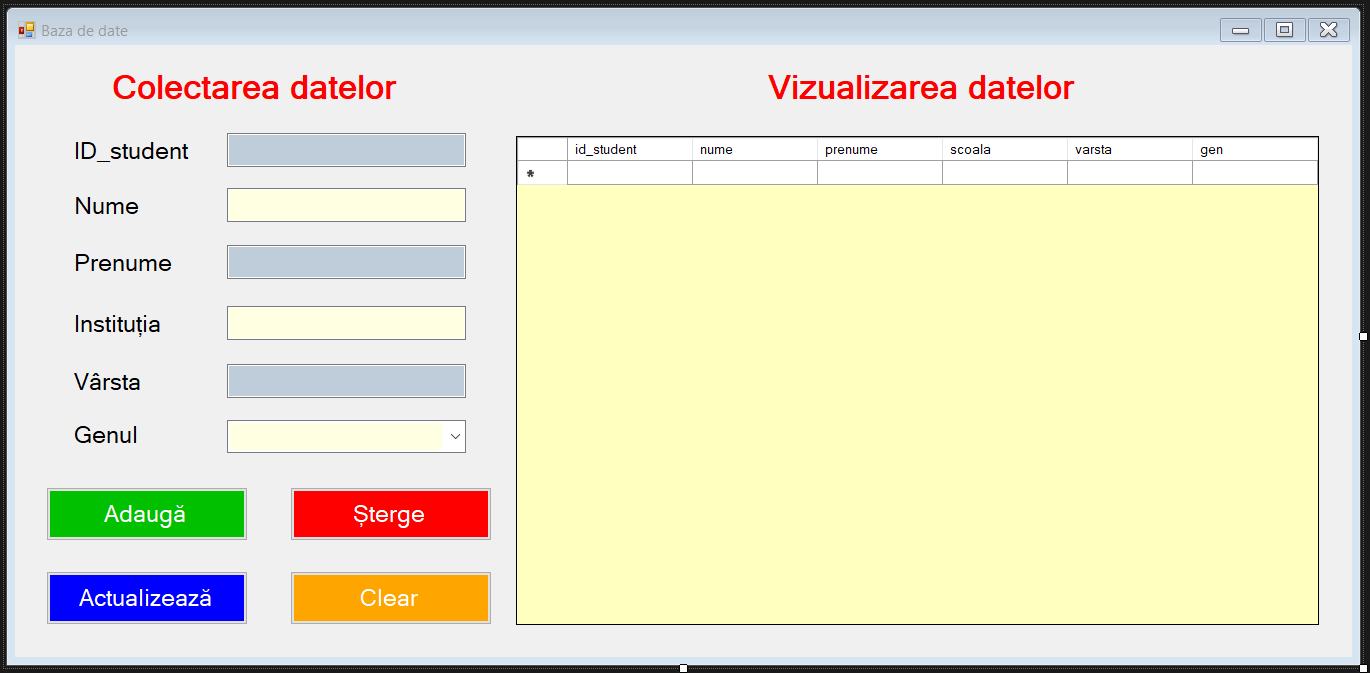 Baza de date
Colectarea datelor
Vizualizarea datelor
ID_student
Nume
Prenume
Instituția
Vârsta
Genul
Adaugă
Șterge
Actualizează
Clear
id_student nume prenume scoala varsta gen
*